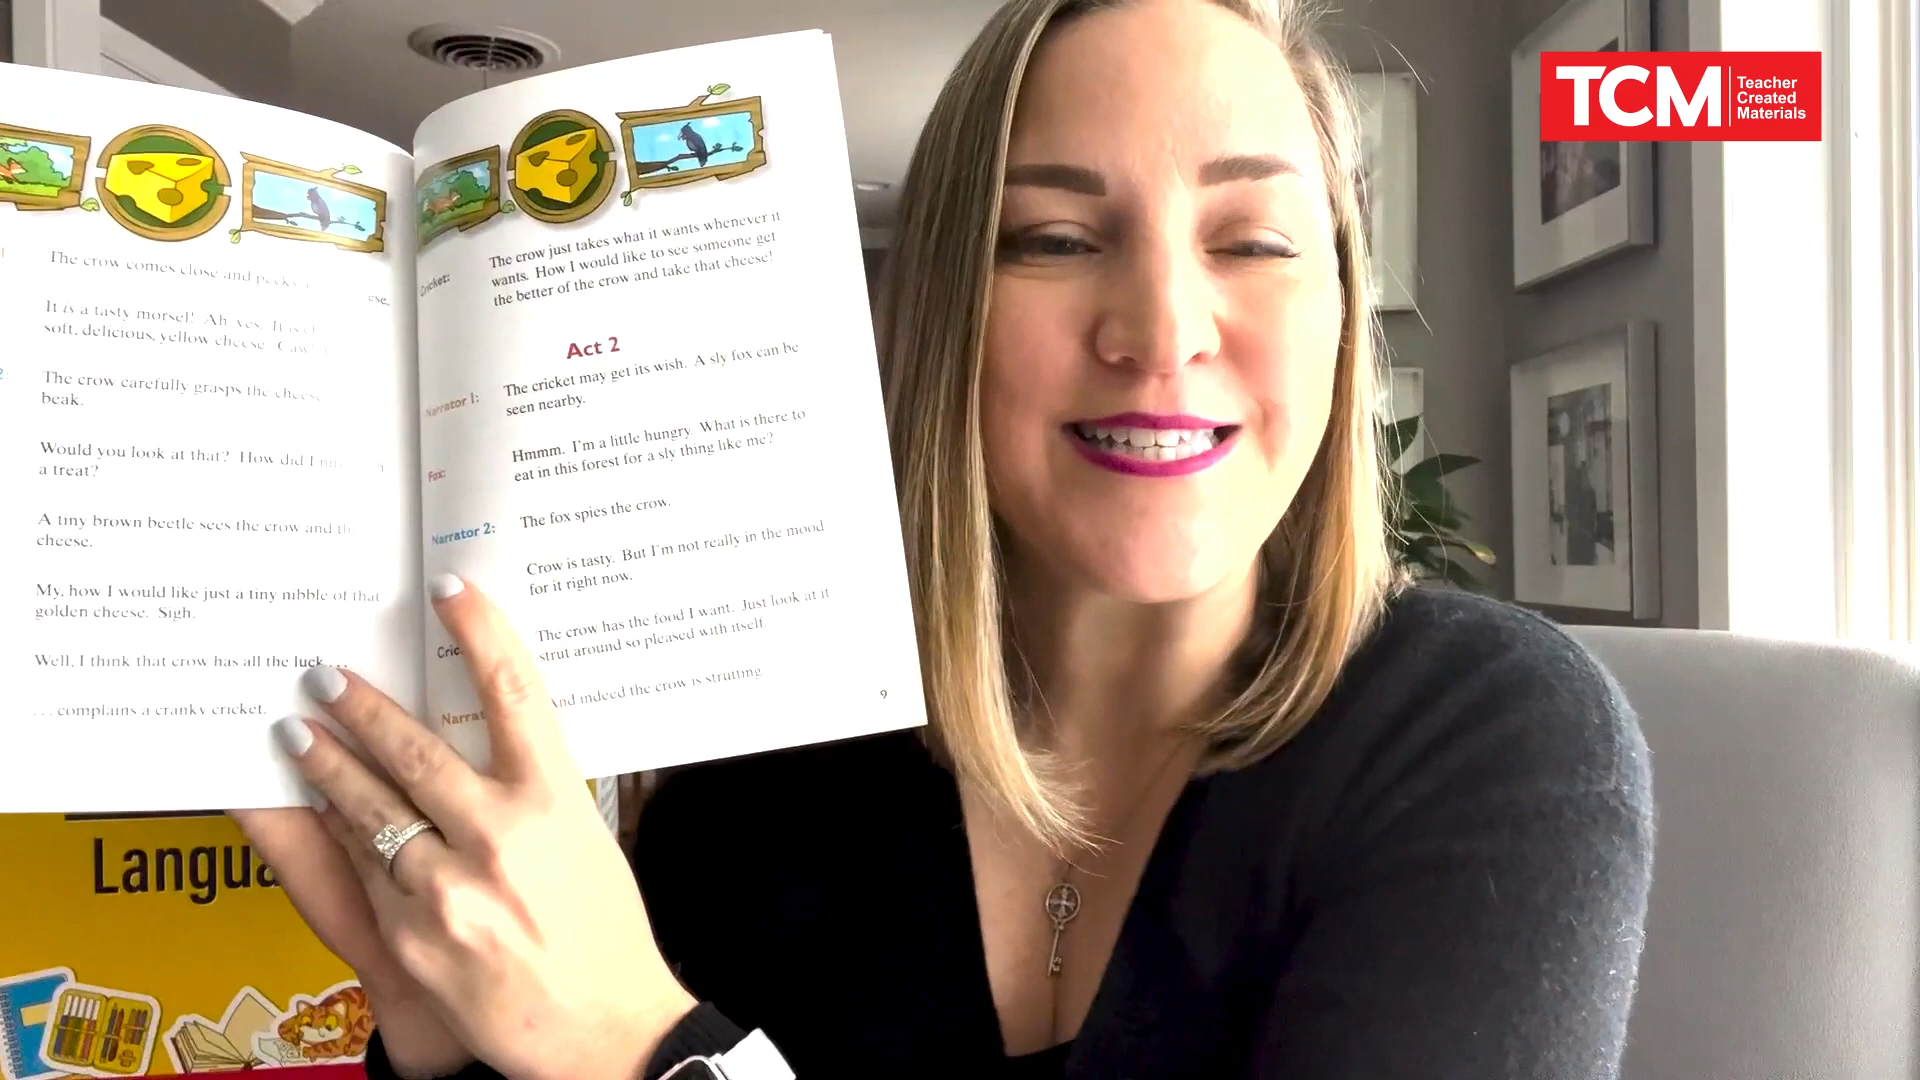 The crow comes close and pecks
ese.
It is a tasty morsel! Ah yes. It is
soft, delicious, yellow cheese. Caw!
2
The crow carefully grasps the cheese
beak.
Would you look at that? How did I
a treat?
A tiny brown beetle sees the crow and the
cheese.
My, how I would like just a tiny nibble of that
golden cheese. Sigh.
Well, I think that crow has all the luck . . .
. . . complains a cranky cricket.
Cricket: The crow just takes what it wants whenever it
wants. How I would like to see someone get
the better of the crow and take that cheese!
Act 2
Narrator 1: The cricket may get its wish. A sly fox can be
seen nearby.
Fox: Hmmm. I'm a little hungry. What is there to
eat in this forest for a sly thing like me?
Narrator 2: The fox spies the crow.
Crow is tasty. But I'm not really in the mood
for it right now.
Cric The crow has the food I want. Just look at it
strut around so pleased with itself.
Narrat And indeed the crow is strutting
9
Langua
TCM
Teacher
Created
Materials